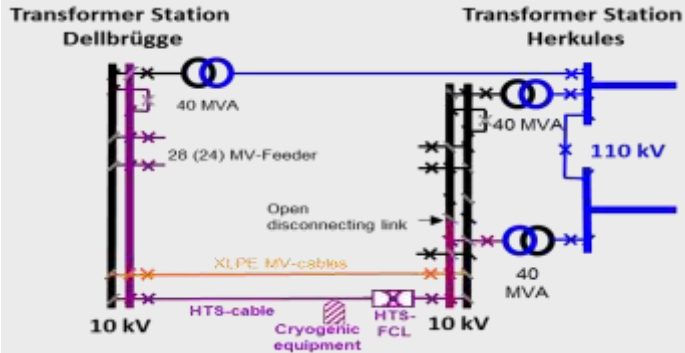 Transformer Station
Dellbrügge
Transformer Station
Herkules
40 MVA
40 MVA
28 (24) MV-Feeder
110 kV
Open
disconnecting link
XLPE MV-cables
40
MVA
HTS-cable
HTS-
FCL
10 kV
Cryogenic
equipment
10 kV